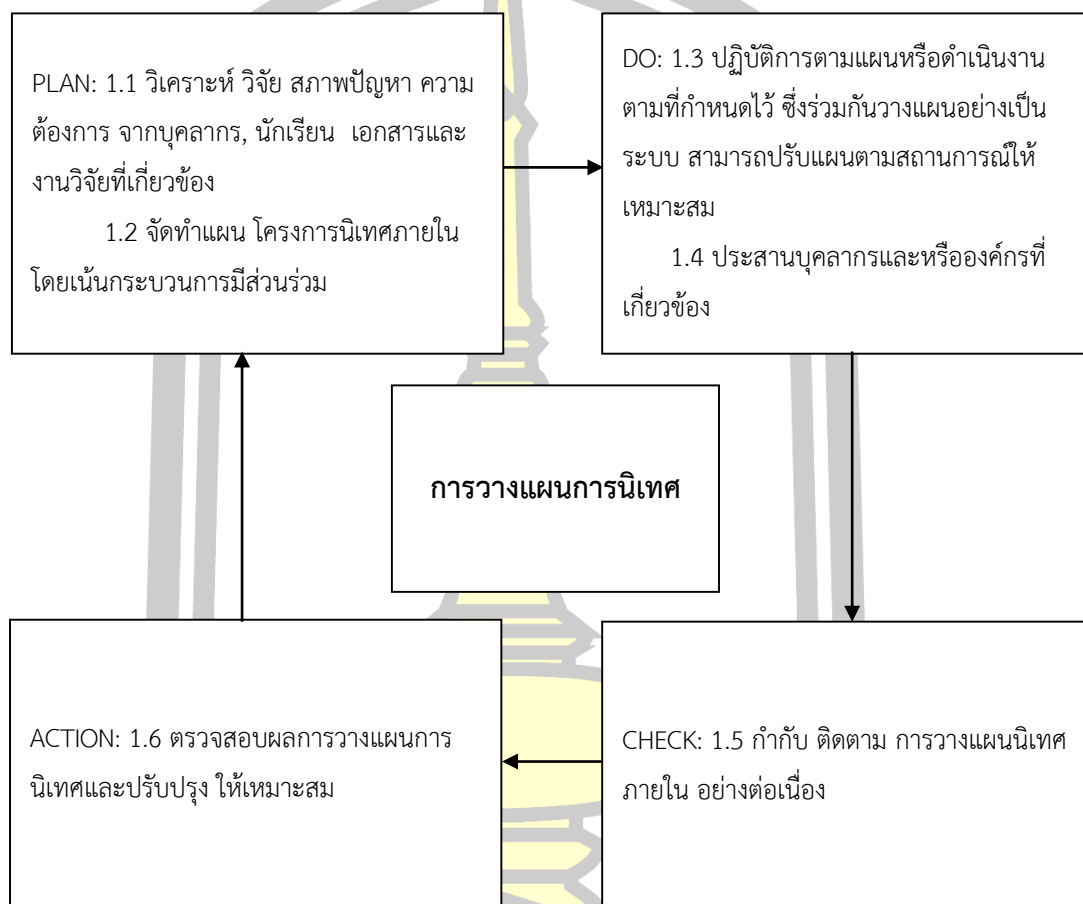 PLAN: 1.1 วิเคราะห์ วิจัย สภาพปัญหา ความ
ต้องการ จากบุคลากร, นักเรียน เอกสารและ
งานวิจัยที่เกี่ยวข้อง
1.2 จัดทำแผน โครงการนิเทศภายใน
โดยเน้นกระบวนการมีส่วนร่วม
DO: 1.3 ปฏิบัติการตามแผนหรือดำเนินงาน
ตามที่กำหนดไว้ ซึ่งร่วมกันวางแผนอย่างเป็น
ระบบ สามารถปรับแผนตามสถานการณ์ให้
เหมาะสม
1.4 ประสานบุคลากรและหรือองค์กรที่
เกี่ยวข้อง
การวางแผนการนิเทศ
ACTION: 1.6 ตรวจสอบผลการวางแผนการ
นิเทศและปรับปรุง ให้เหมาะสม
CHECK: 1.5 กำกับ ติดตาม การวางแผนนิเทศ
ภายใน อย่างต่อเนื่อง